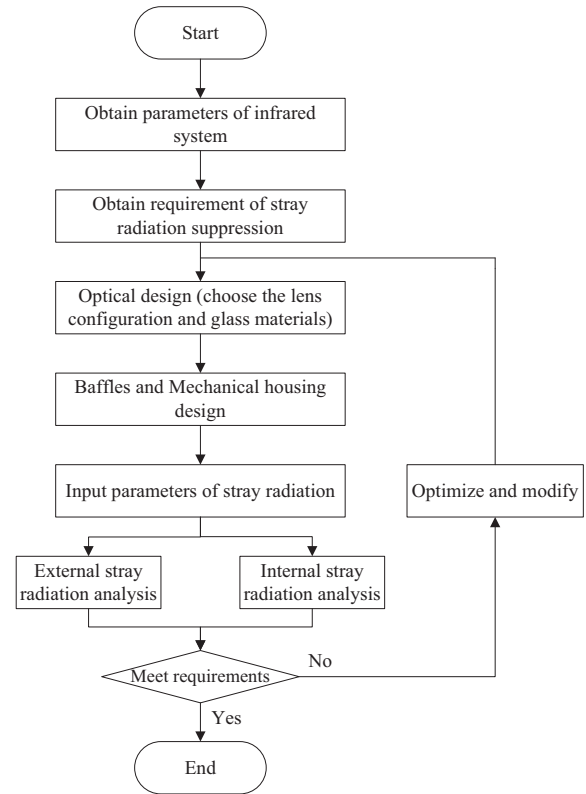 Start
Obtain parameters of infrared
system
Obtain requirement of stray
radiation suppression
Optical design (choose the lens
configuration and glass materials)
Baffles and Mechanical housing
design
Input parameters of stray radiation
Optimize and modify
External stray
radiation analysis
Internal stray
radiation analysis
Meet requirements
No
Yes
End